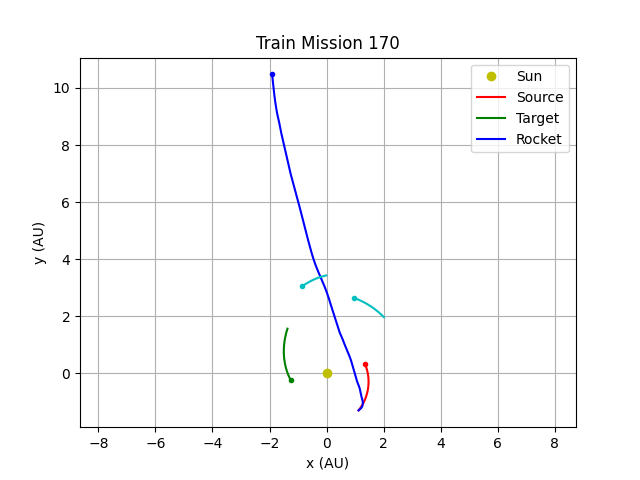 Train Mission 170
Sun
Source
Target
Rocket
y (AU)
10
8
6
4
2
0
−8
−6
−4
−2
0
2
4
6
8
x (AU)